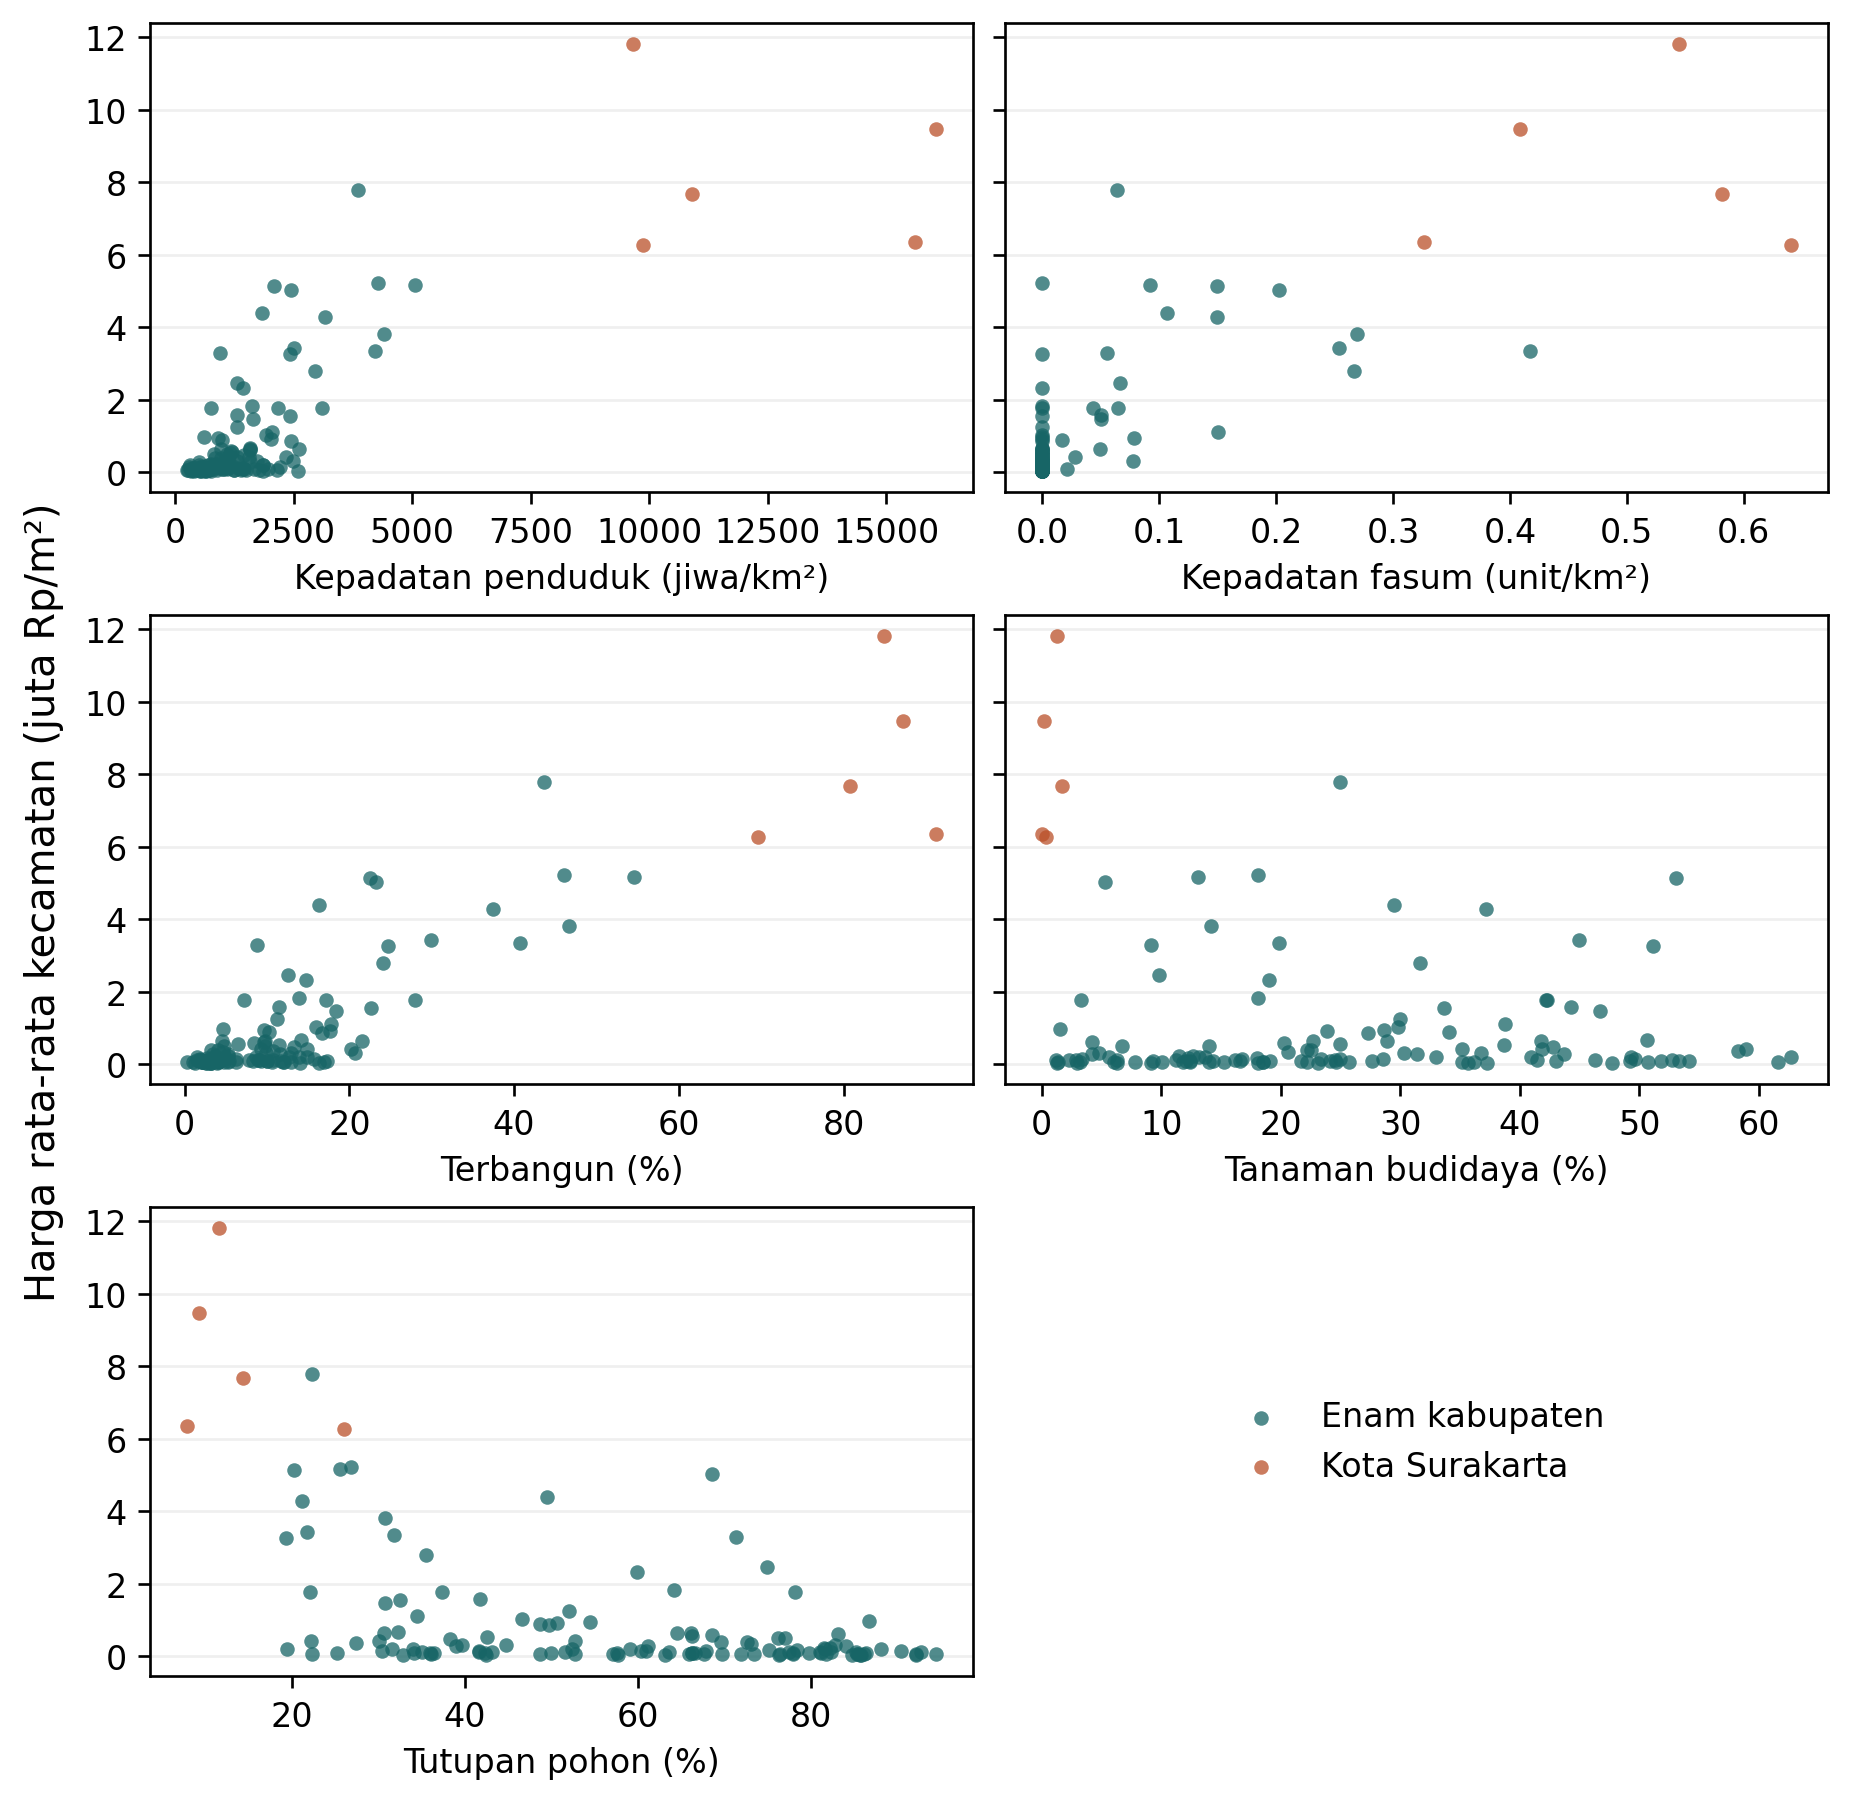 Harga rata-rata kecamatan (juta Rp/m²)
12
10
8
6
4
2
0
0 2500 5000 7500 10000 12500 15000
Kepadatan penduduk (jiwa/km²)
0.0 0.1 0.2 0.3 0.4 0.5 0.6
Kepadatan fasum (unit/km²)
12
10
8
6
4
2
0
0 20 40 60 80
Terbangun (%)
0 10 20 30 40 50 60
Tanaman budidaya (%)
12
10
8
6
4
2
0
20 40 60 80
Tutupan pohon (%)
Enam kabupaten
Kota Surakarta